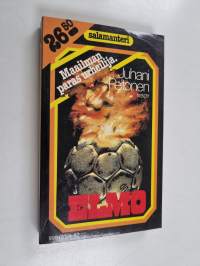 26.50
salamanteri
Maailman
paras urheilija.
Juhani
Peltonen
ELMO